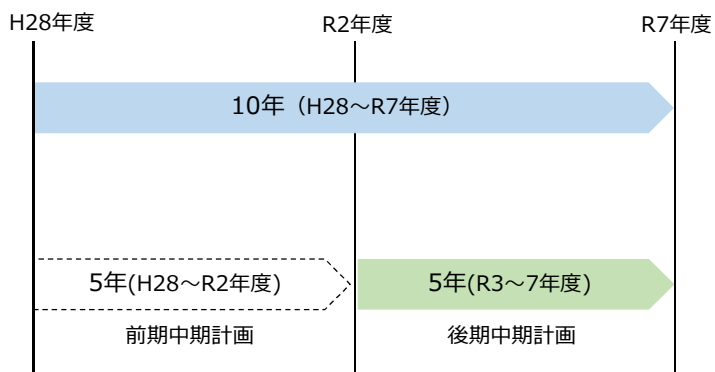 H28年度
R2年度
R7年度
10年（H28～R7年度）
5年(H28～R2年度)
5年(R3～7年度)
前期中期計画
後期中期計画